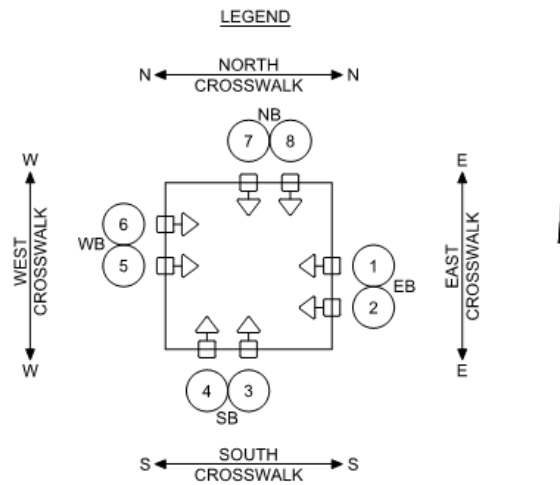 LEGEND
N NORTH N
CROSSWALK
NB
7 8
W E
6
WB
5
1
EB
2
WEST
CROSSWALK
EAST
CROSSWALK
4 3
SB
W E
S SOUTH S
CROSSWALK